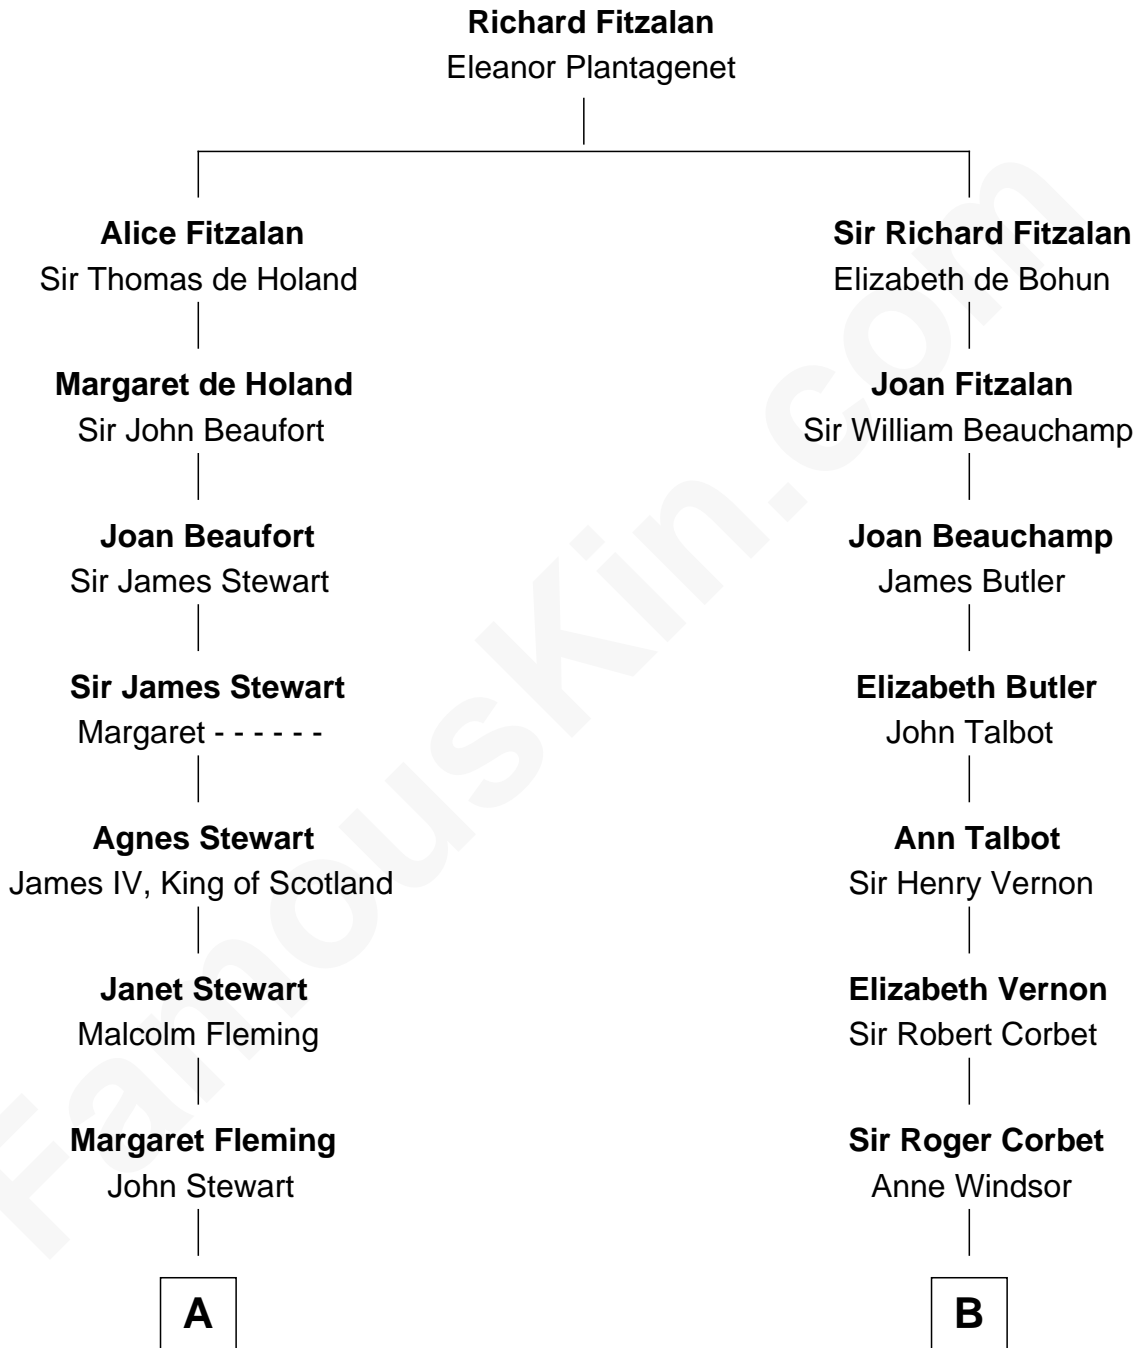 Richard Fitzalan
Eleanor Plantagenet
Alice Fitzalan
Sir Thomas de Holand
Margaret de Holand
Sir John Beaufort
Joan Beaufort
Sir James Stewart
Sir James Stewart
Margaret - - - - - -
Agnes Stewart
James IV, King of Scotland
Janet Stewart
Malcolm Fleming
Margaret Fleming
John Stewart
A
Sir Richard Fitzalan
Elizabeth de Bohun
Joan Fitzalan
Sir William Beauchamp
Joan Beauchamp
James Butler
Elizabeth Butler
John Talbot
Ann Talbot
Sir Henry Vernon
Elizabeth Vernon
Sir Robert Corbet
Sir Roger Corbet
Anne Windsor
B
FamousKin.com